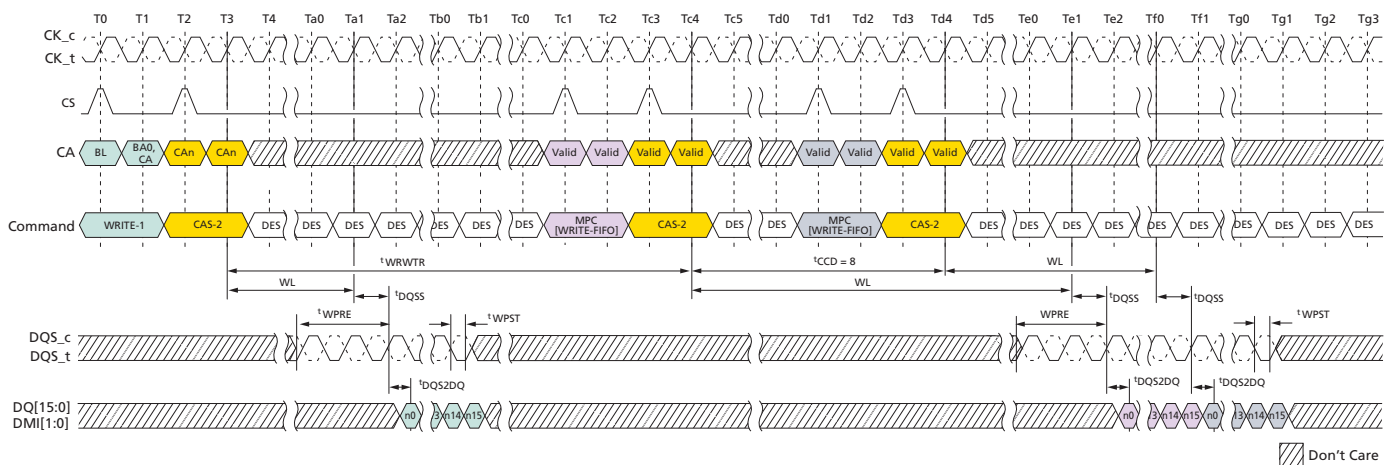 T0 T1 T2 T3 T4 Ta0 Ta1 Ta2 Tb0 Tb1 Tc0 Tc1 Tc2 Tc3 Tc4 Tc5 Td0 Td1 Td2 Td3 Td4 Td5 Te0 Te1 Te2 Tf0 Tf1 Tg0 Tg1 Tg2 Tg3
CK_c
CK_t
CS
CA BL BA0, CA CAn CAn Valid Valid Valid Valid Valid Valid Valid Valid
Command WRITE-1 CAS-2 DES DES DES DES DES DES DES MPC [WRITE-FIFO] CAS-2 DES DES MPC [WRITE-FIFO] CAS-2 DES DES DES DES DES DES DES DES DES DES
tWRWTR tCCD = 8 WL
WL WL
tDQSS tDQSS tDQSS
tWPRE tWPST WPRE tWPST
DQS_c
DQS_t
tDQS2DQ tDQS2DQ tDQS2DQ
DQ[15:0]
DMI[1:0]
n0 13 n14 n15 n0 13 n14 n15 n0 13 n14 n15
Don't Care